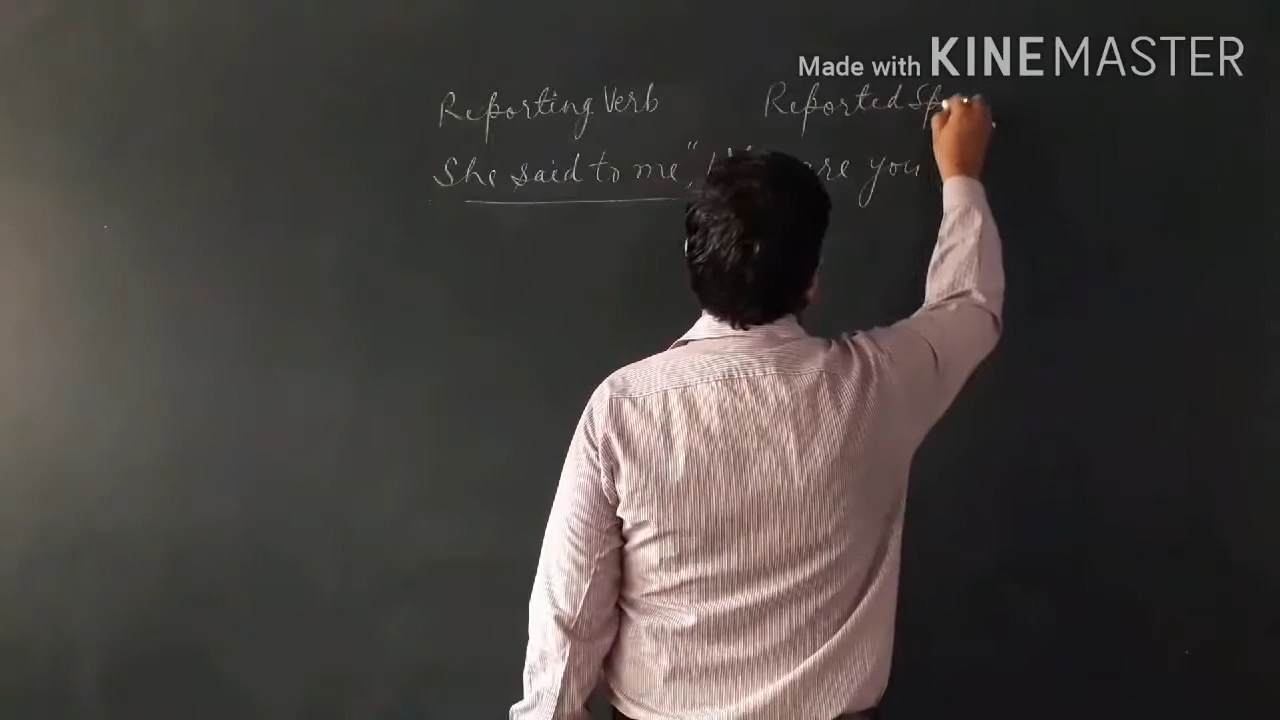 Made with KINEMASTER
Reporting Verb Reported Sp
She said to me," are you